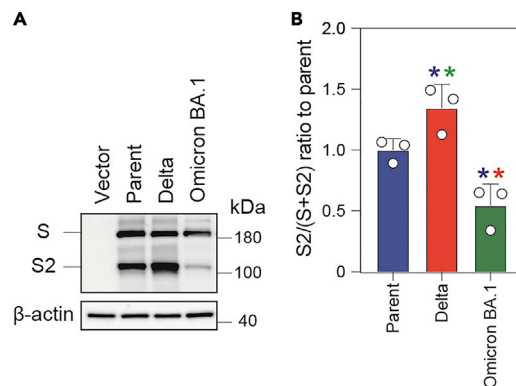 A
Vector
Parent
Delta
Omicron BA.1
kDa
S
180
S2
100
β-actin
40
B
S2/(S+S2) ratio to parent
2.0
1.5
1.0
0.5
0
* *
* *
Parent
Delta
Omicron BA.1